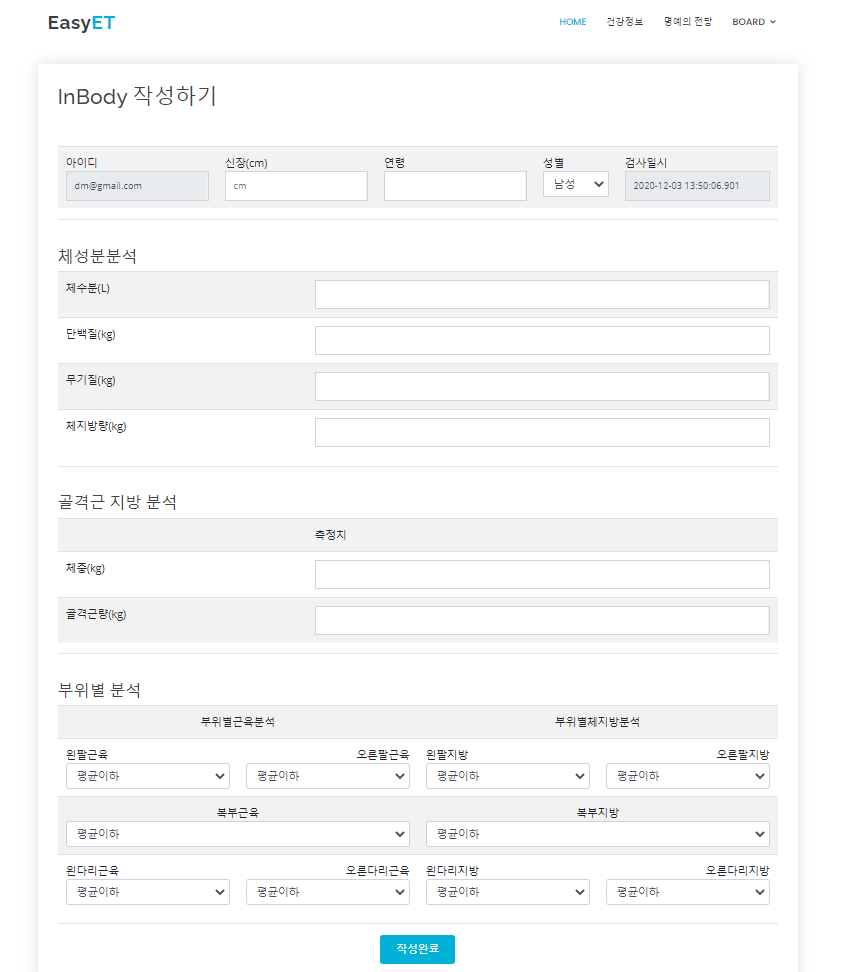 EasyET HOME 건강정보 명예의 전당 BOARD
InBody 작성하기
아이디 신장(cm) 연령 성별 검사일시
dm@gmail.com cm 남성 2020-12-03 13:50:06.901
체성분분석
체수분(L)
단백질(kg)
무기질(kg)
체지방량(kg)
골격근 지방 분석
측정치
체중(kg)
골격근량(kg)
부위별 분석
부위별근육분석 부위별체지방분석
왼팔근육 오른팔근육 왼팔지방 오른팔지방
평균이하 평균이하 평균이하 평균이하
복부근육 복부지방
평균이하 평균이하
왼다리근육 오른다리근육 왼다리지방 오른다리지방
평균이하 평균이하 평균이하 평균이하
작성완료